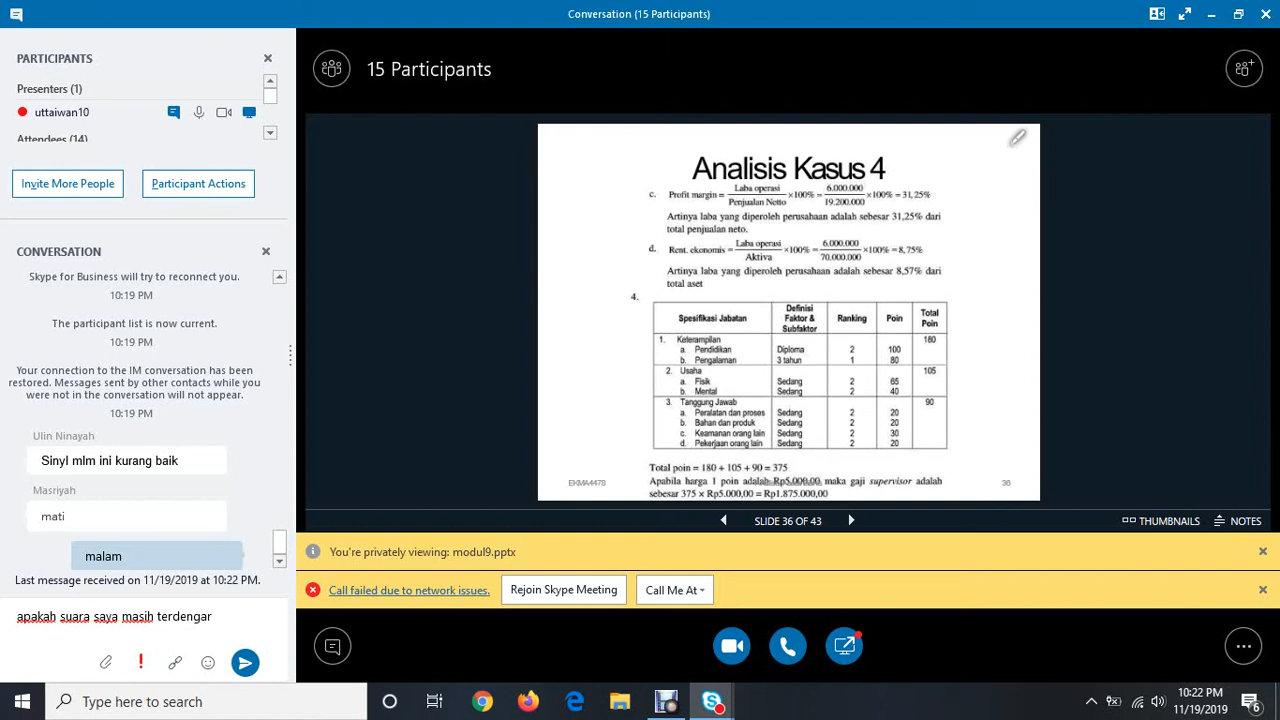 Conversation (15 Participants)
PARTICIPANTS
Presenters (1)
uttaiwan10
Attendees (14)
Invite More People
Participant Actions
CONVERSATION
Skype for Business will try to reconnect you.
10:19 PM
The participant list is now current.
10:19 PM
Your connection to the IM conversation has been
restored. Messages sent by other contacts while you
were not in the conversation will not appear.
10:19 PM
Ulin Ninayah
Sinyl mlm ini kurang baik
Masriyah
mati
malam
Last message received on 11/19/2019 at 10:22 PM.
apakah suara saya masih terdengar
15 Participants
Analisis Kasus 4
c. Profit margin = Laba operasi / Penjualan Netto ×100% = 6.000.000 / 19.200.000 ×100% = 31,25%
Artinya laba yang diperoleh perusahaan adalah sebesar 31,25% dari
total penjualan neto.
d. Rent. ekonomis = Laba operasi / Aktiva ×100% = 6.000.000 / 70.000.000 ×100% = 8,75%
Artinya laba yang diperoleh perusahaan adalah sebesar 8,57% dari
total aset
4.
Spesifikasi Jabatan Definisi Faktor & Subfaktor Ranking Poin Total Poin
1. Keterampilan 180
a. Pendidikan Diploma 2 100
b. Pengalaman 3 tahun 1 80
2. Usaha 105
a. Fisik Sedang 2 65
b. Mental Sedang 2 40
3. Tanggung Jawab 90
a. Peralatan dan proses Sedang 2 20
b. Bahan dan produk Sedang 2 20
c. Keamanan orang lain Sedang 2 30
d. Pekerjaan orang lain Sedang 2 20
Total poin = 180 + 105 + 90 = 375
Apabila harga 1 poin adalah Rp5.000,00 maka gaji supervisor adalah
sebesar 375 × Rp5.000,00 = Rp1.875.000,00
EKMA4478
36
SLIDE 36 OF 43
THUMBNAILS
NOTES
You're privately viewing: modul9.pptx
Call failed due to network issues.
Rejoin Skype Meeting
Call Me At
Type here to search
10:22 PM
11/19/2019
6